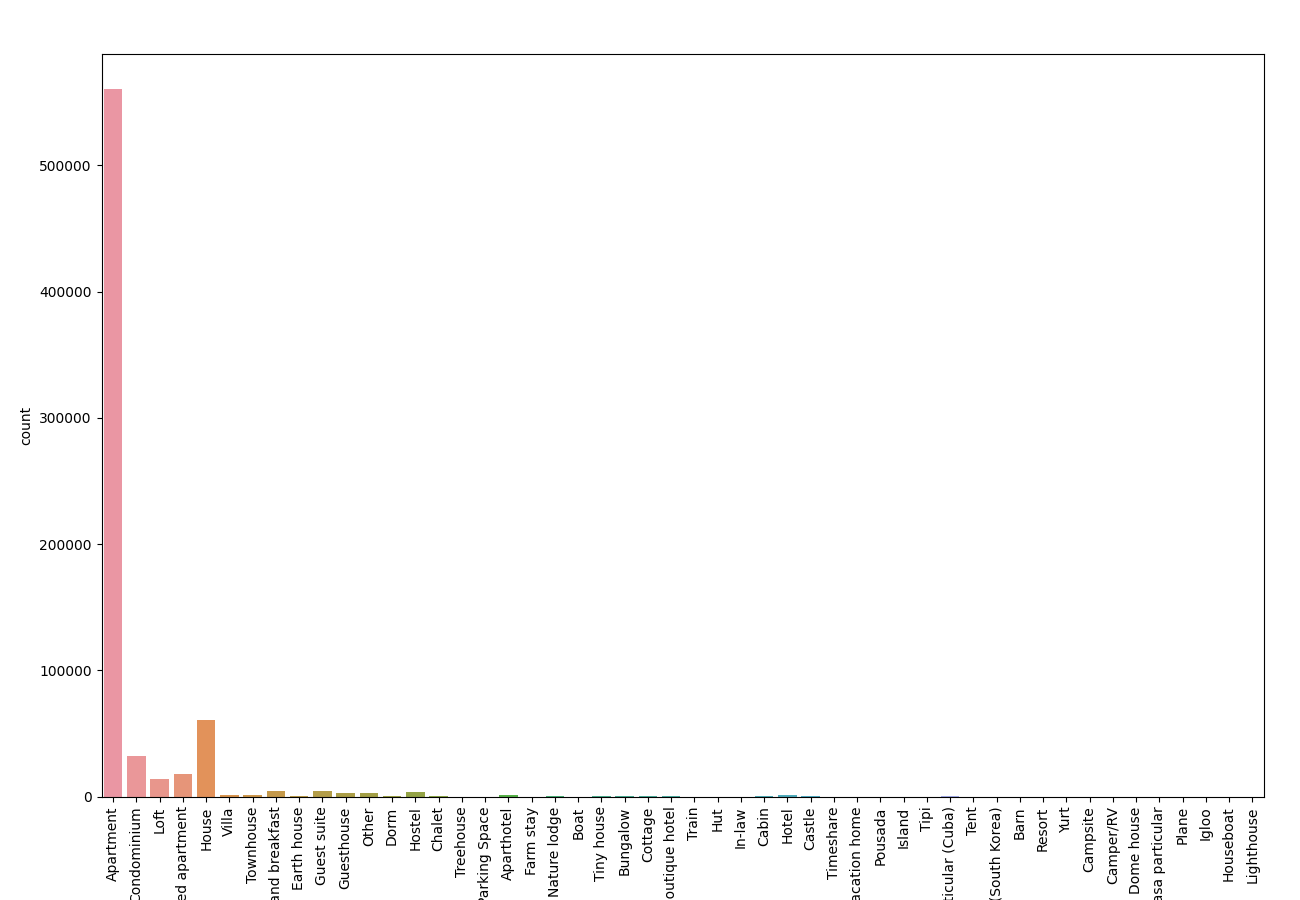 500000
400000
300000
200000
100000
0
count
Apartment
Condominium
Loft
ed apartment
House
Villa
Townhouse
and breakfast
Earth house
Guest suite
Guesthouse
Other
Dorm
Hostel
Chalet
Treehouse
Parking Space
Aparthotel
Farm stay
Nature lodge
Boat
Tiny house
Bungalow
Cottage
outique hotel
Train
Hut
In-law
Cabin
Hotel
Castle
Timeshare
acation home
Pousada
Island
Tipi
ticular (Cuba)
Tent
(South Korea)
Barn
Resort
Yurt
Campsite
Camper/RV
Dome house
asa particular
Plane
Igloo
Houseboat
Lighthouse